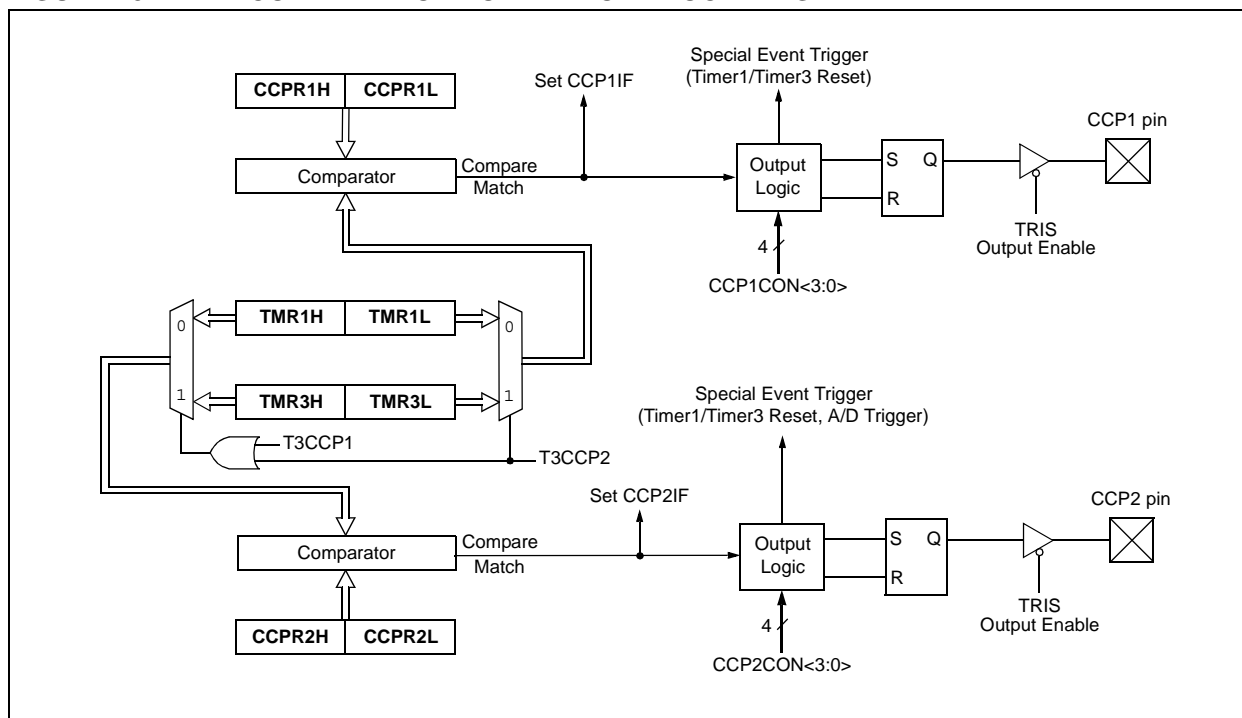 Special Event Trigger
(Timer1/Timer3 Reset)
Set CCP1IF
CCPR1H CCPR1L
CCP1 pin
Comparator
Compare
Match
Output
Logic
S Q
R
TRIS
Output Enable
4
CCP1CON<3:0>
0
TMR1H TMR1L
0
1
TMR3H TMR3L
1
T3CCP1
T3CCP2
Special Event Trigger
(Timer1/Timer3 Reset, A/D Trigger)
Set CCP2IF
CCP2 pin
Comparator
Compare
Match
Output
Logic
S Q
R
TRIS
Output Enable
4
CCPR2H CCPR2L
CCP2CON<3:0>